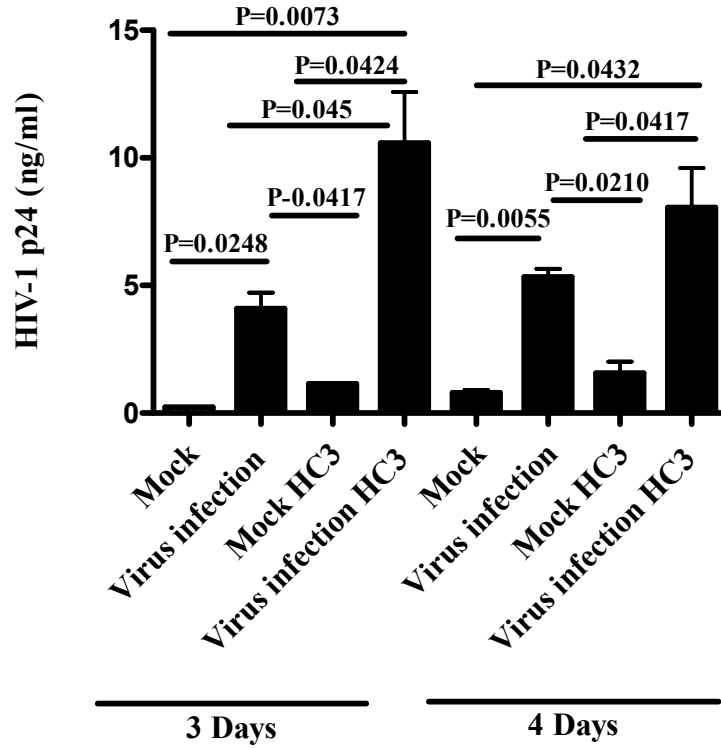 P=0.0073
15
P=0.0424
P=0.0432
P=0.045
P=0.0417
HIV-1 p24 (ng/ml)
10
P-0.0417
P=0.0210
P=0.0248
P=0.0055
5
0
Mock
Virus infection
Mock HC3
Virus infection HC3
Mock
Virus infection
Mock HC3
Virus infection HC3
3 Days
4 Days